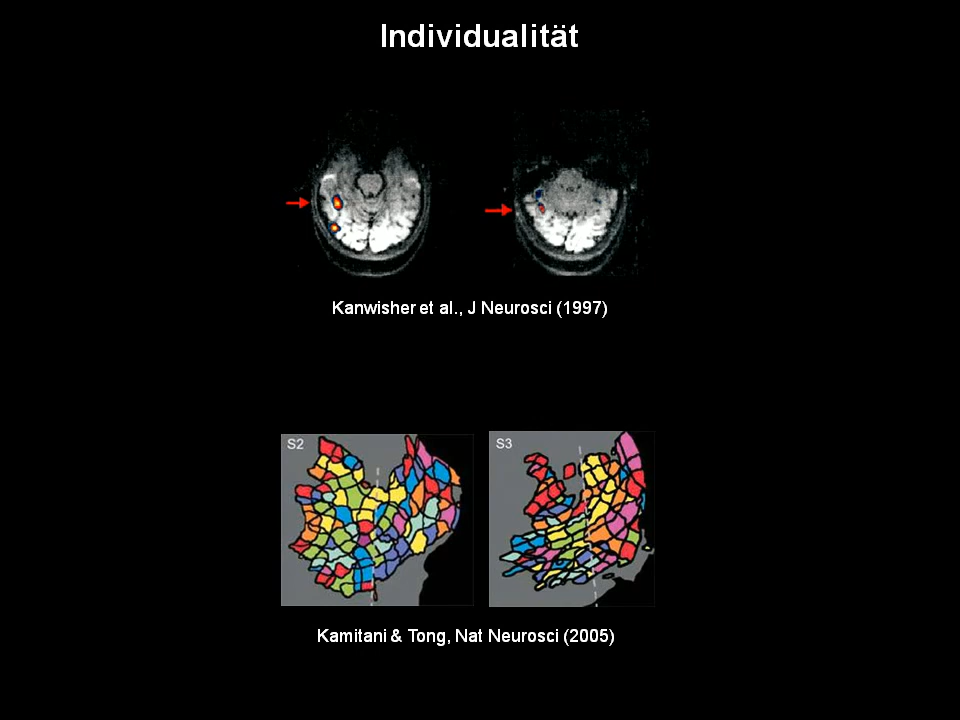 Individualität
Kanwisher et al., J Neurosci (1997)
S2
S3
Kamitani & Tong, Nat Neurosci (2005)